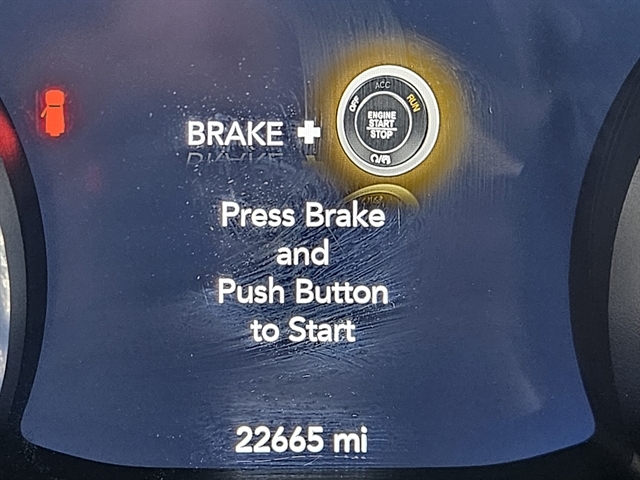 ACC
OFF
RUN
ENGINE
START
STOP
BRAKE +
Press Brake
and
Push Button
to Start
22665 mi